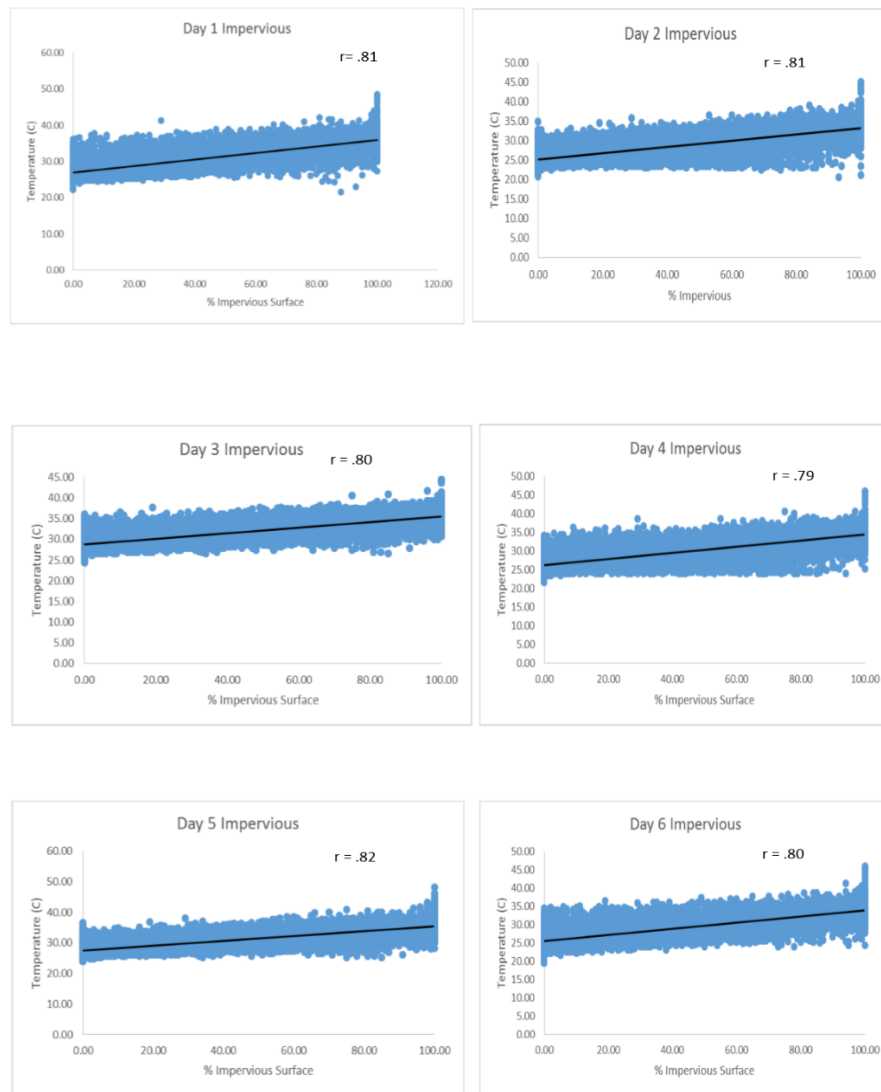 Day 1 Impervious
r= .81
60.00
50.00
40.00
30.00
20.00
10.00
0.00
Temperature (C)
0.00 20.00 40.00 60.00 80.00 100.00 120.00
% Impervious Surface
Day 2 Impervious
r = .81
50.00
45.00
40.00
35.00
30.00
25.00
20.00
15.00
10.00
5.00
0.00
Temperature (C)
0.00 20.00 40.00 60.00 80.00 100.00
% Impervious
Day 3 Impervious
r = .80
45.00
40.00
35.00
30.00
25.00
20.00
15.00
10.00
5.00
0.00
Temperature (C)
0.00 20.00 40.00 60.00 80.00 100.00
% Impervious Surface
Day 4 Impervious
r = .79
50.00
45.00
40.00
35.00
30.00
25.00
20.00
15.00
10.00
5.00
0.00
Temperature (C)
0.00 20.00 40.00 60.00 80.00 100.00
% Impervious Surface
Day 5 Impervious
r = .82
60.00
50.00
40.00
30.00
20.00
10.00
0.00
Temperature (C)
0.00 20.00 40.00 60.00 80.00 100.00
% Impervious Surface
Day 6 Impervious
r = .80
50.00
45.00
40.00
35.00
30.00
25.00
20.00
15.00
10.00
5.00
0.00
Temperature (C)
0.00 20.00 40.00 60.00 80.00 100.00
% Impervious Surface